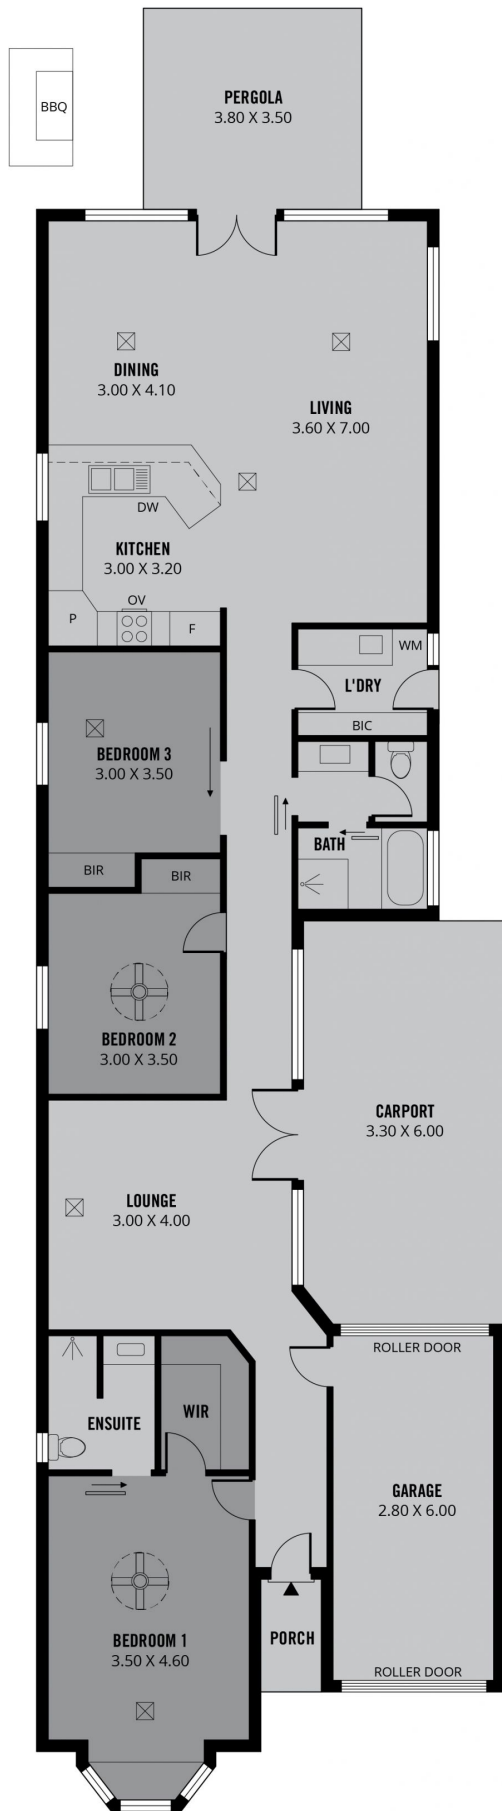 BBQ
PERGOLA
3.80 X 3.50
DINING
3.00 X 4.10
LIVING
3.60 X 7.00
DW
KITCHEN
3.00 X 3.20
OV
P
F
WM
L'DRY
BIC
BEDROOM 3
3.00 X 3.50
BATH
BIR
BIR
BEDROOM 2
3.00 X 3.50
CARPORT
3.30 X 6.00
LOUNGE
3.00 X 4.00
ROLLER DOOR
ENSUITE
WIR
GARAGE
2.80 X 6.00
BEDROOM 1
3.50 X 4.60
PORCH
ROLLER DOOR